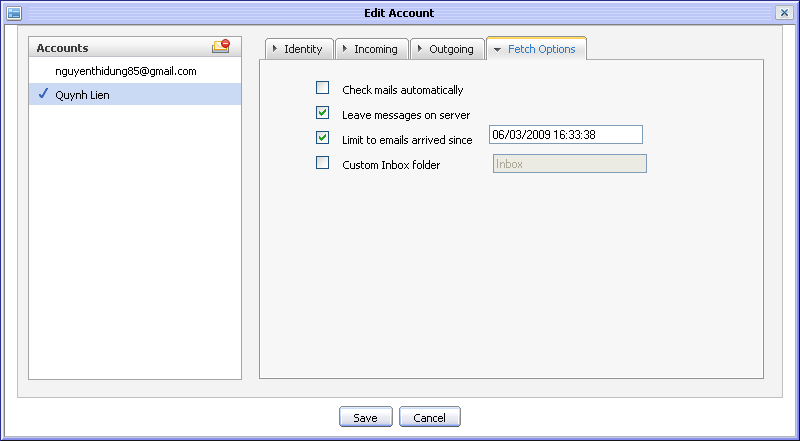 Edit Account
Accounts
nguyenthidung85@gmail.com
Quynh Lien
Identity
Incoming
Outgoing
Fetch Options
Check mails automatically
Leave messages on server
Limit to emails arrived since 06/03/2009 16:33:38
Custom Inbox folder Inbox
Save
Cancel